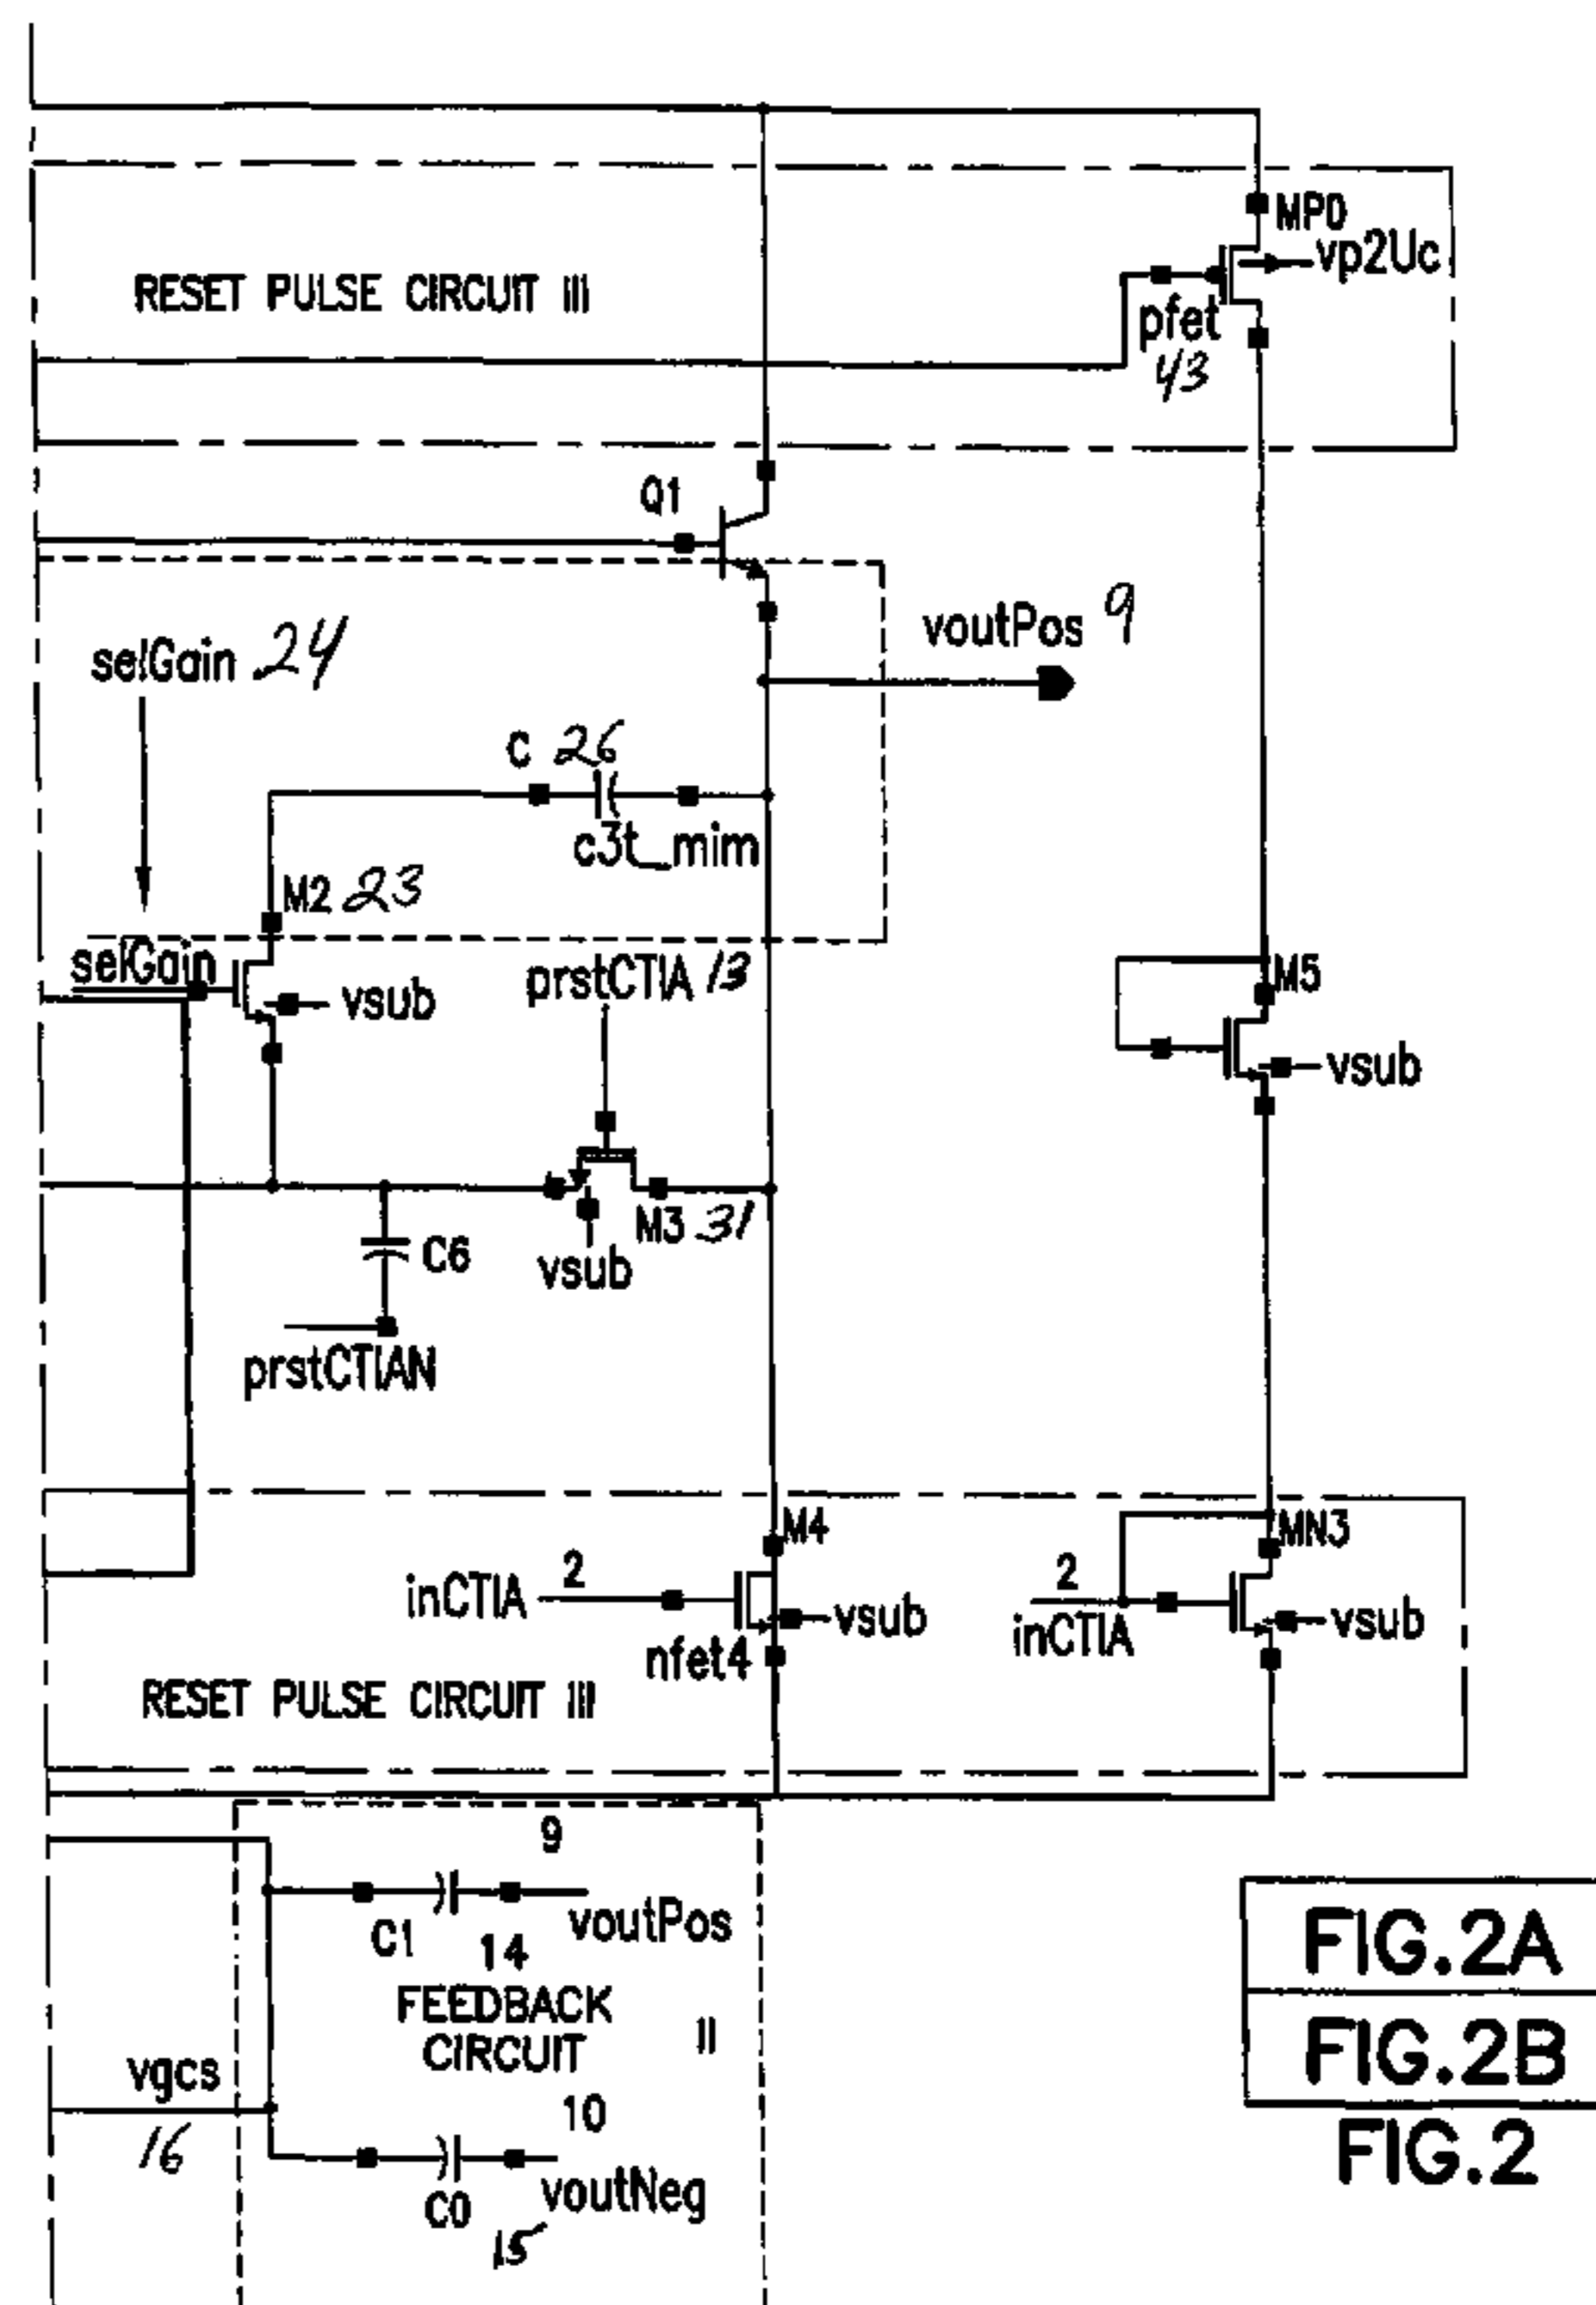 MP0
vp2Uc
RESET PULSE CIRCUIT III
pfet
43
Q1
voutPos 9
selGain 24
C 26
c3t_mim
M2 23
selGain
vsub
prstCTIA 13
M5
vsub
C6
M3 31
vsub
prstCTIAN
M4
MN3
inCTIA 2
vsub
2
inCTIA
vsub
nfet4
RESET PULSE CIRCUIT III
9
C1
voutPos
14
FEEDBACK
CIRCUIT
II
vgcs
16
10
C0
voutNeg
15
FIG.2A
FIG.2B
FIG.2